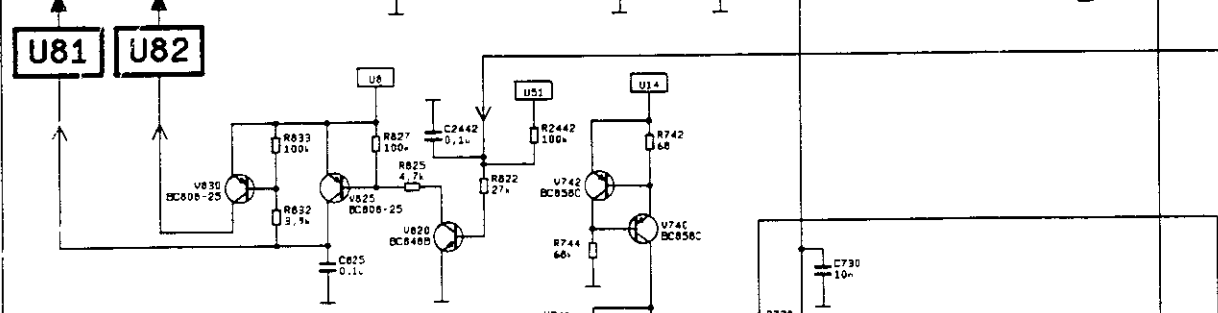 U81
U82
U8
U51
U14
C2442
0,1u
R2442
100k
R742
68
R833
100k
R827
100k
R825
4,7k
R822
27k
V830
BC808-25
V825
BC808-25
V742
BC858C
R832
3,9k
V820
BC848B
V740
BC858C
R744
68k
C825
0,1u
C730
10n